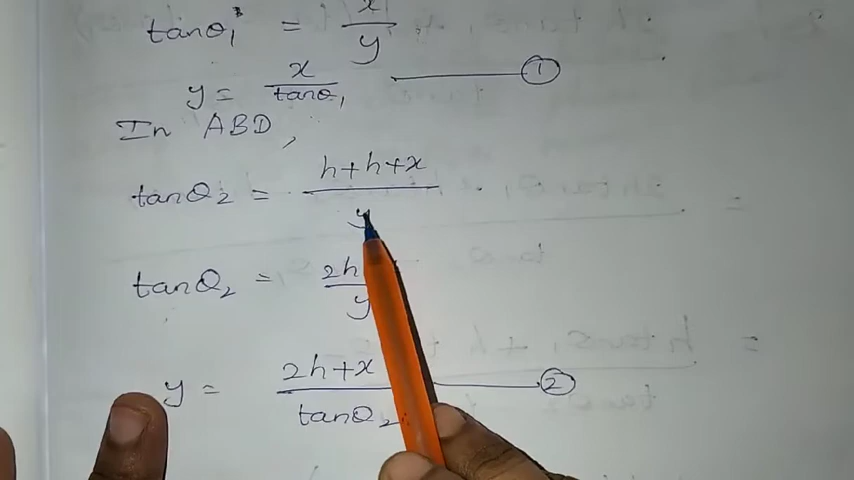 tanθ₁ = x/y
y = x/tanθ₁ ——— ①
In ABD,
tanθ₂ = h+h+x/y
tanθ₂ = 2h/y
y = 2h+x/tanθ₂ ——— ②